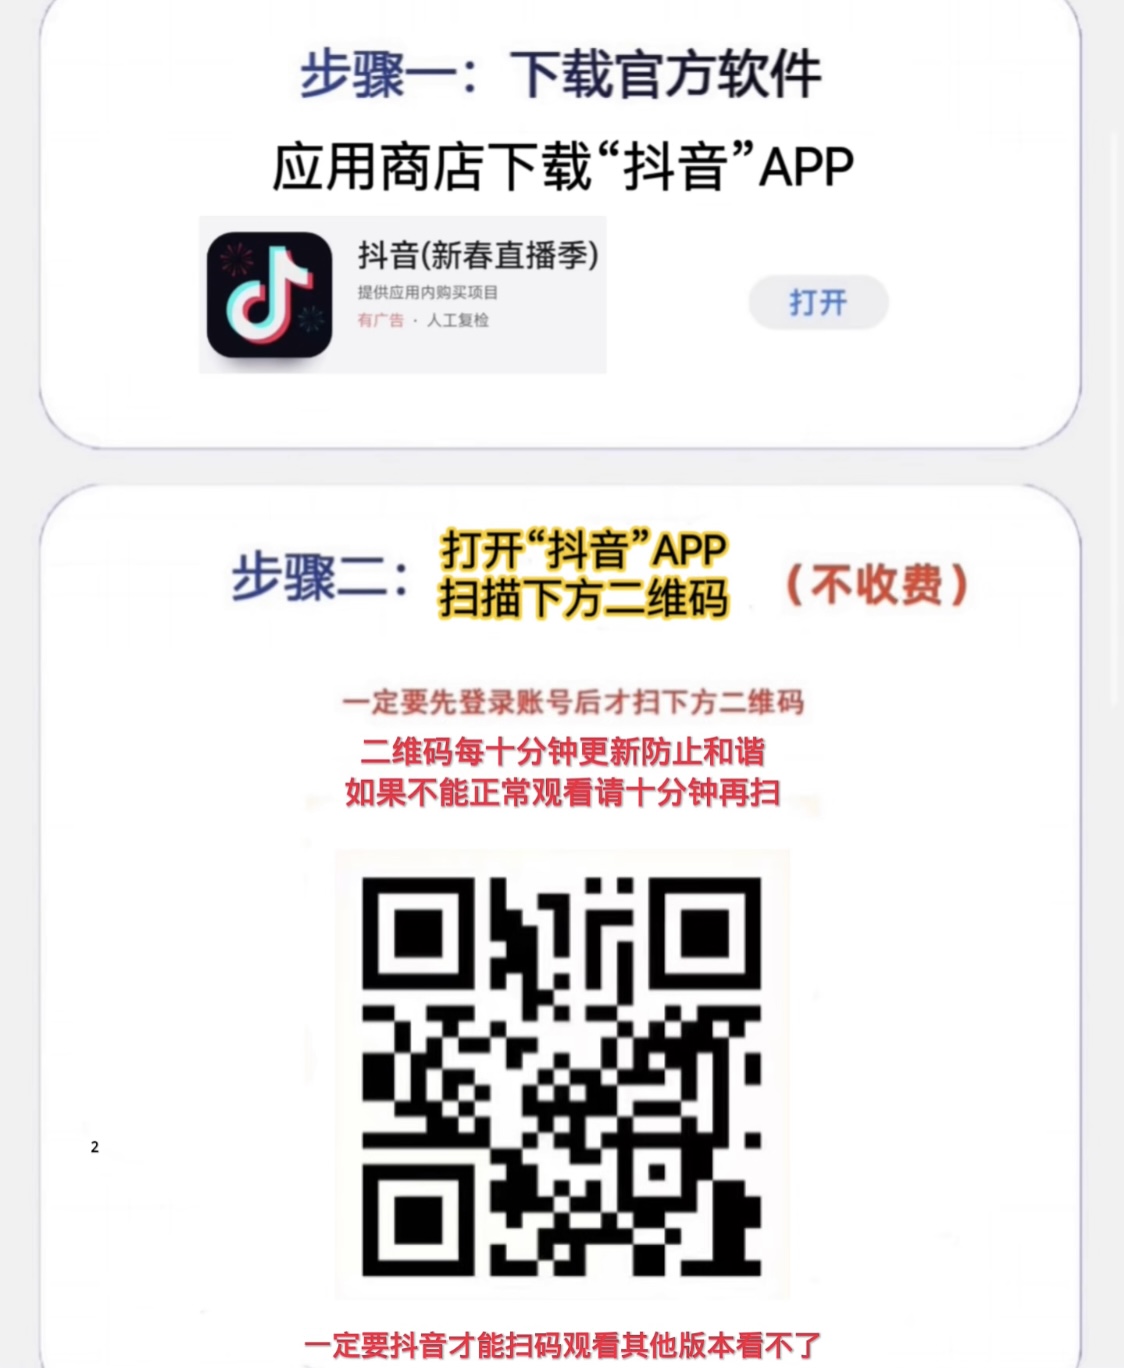 步骤一：下载官方软件
应用商店下载“抖音”APP
抖音(新春直播季)
提供应用内购买项目
有广告 · 人工复检
打开
步骤二：
打开“抖音”APP
扫描下方二维码
（不收费）
一定要先登录账号后才扫下方二维码
二维码每十分钟更新防止和谐
如果不能正常观看请十分钟再扫
2
一定要抖音才能扫码观看其他版本看不了